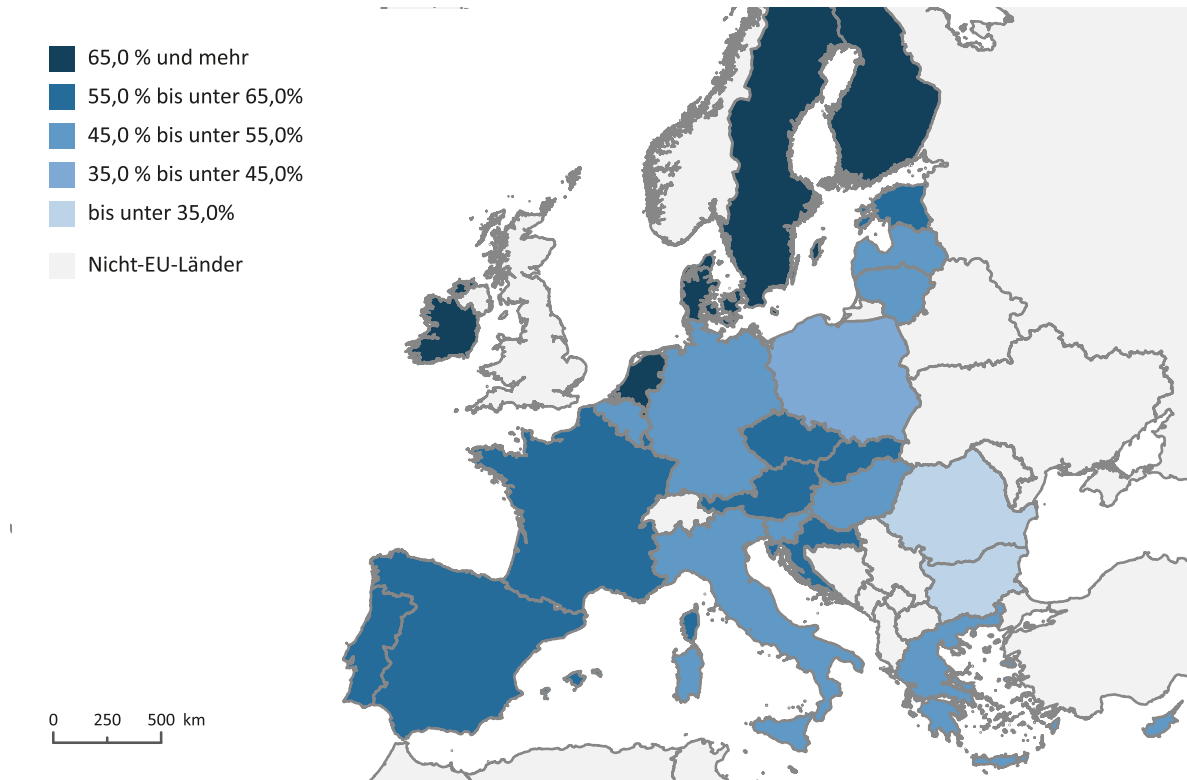 65,0 % und mehr
55,0 % bis unter 65,0%
45,0 % bis unter 55,0%
35,0 % bis unter 45,0%
bis unter 35,0%
Nicht-EU-Länder
0 250 500 km